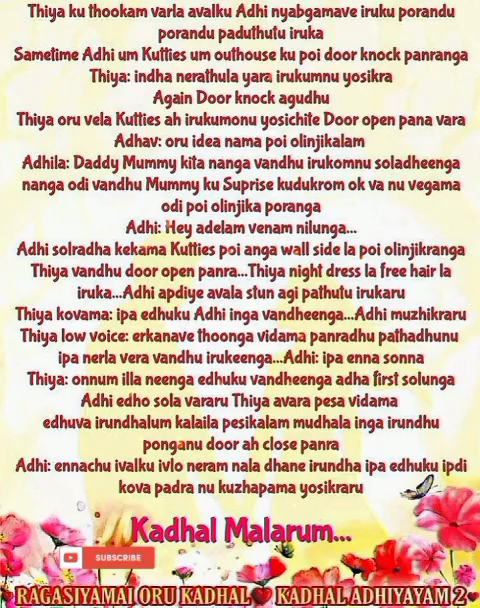 Thiya ku thookam varla avalku Adhi nyabgamave iruku porandu
porandu paduthutu iruka
Sametime Adhi um Kutties um outhouse ku poi door knock panranga
Thiya: indha nerathula yara irukumnu yosikra
Again Door knock agudhu
Thiya oru vela Kutties ah irukumonu yosichite Door open pana vara
Adhav: oru idea nama poi olinjikalam
Adhila: Daddy Mummy kita nanga vandhu irukomnu soladheenga
nanga odi vandhu Mummy ku Suprise kudukrom ok va nu vegama
odi poi olinjika poranga
Adhi: Hey adelam venam nilunga...
Adhi solradha kekama Kutties poi anga wall side la poi olinjikranga
Thiya vandhu door open panra...Thiya night dress la free hair la
iruka...Adhi apdiye avala stun agi pathutu irukaru
Thiya kovama: ipa edhuku Adhi inga vandheenga...Adhi muzhikraru
Thiya low voice: erkanave thoonga vidama panradhu pathadhunu
ipa nerla vera vandhu irukeenga...Adhi: ipa enna sonna
Thiya: onnum illa neenga edhuku vandheenga adha first solunga
Adhi edho sola vararu Thiya avara pesa vidama
edhuva irundhalum kalaila pesikalam mudhala inga irundhu
ponganu door ah close panra
Adhi: ennachu ivalku ivlo neram nala dhane irundha ipa edhuku ipdi
kova padra nu kuzhapama yosikraru
Kadhal Malarum...
SUBSCRIBE
RAGASIYAMAI ORU KADHAL KADHAL ADHIYAYAM 2